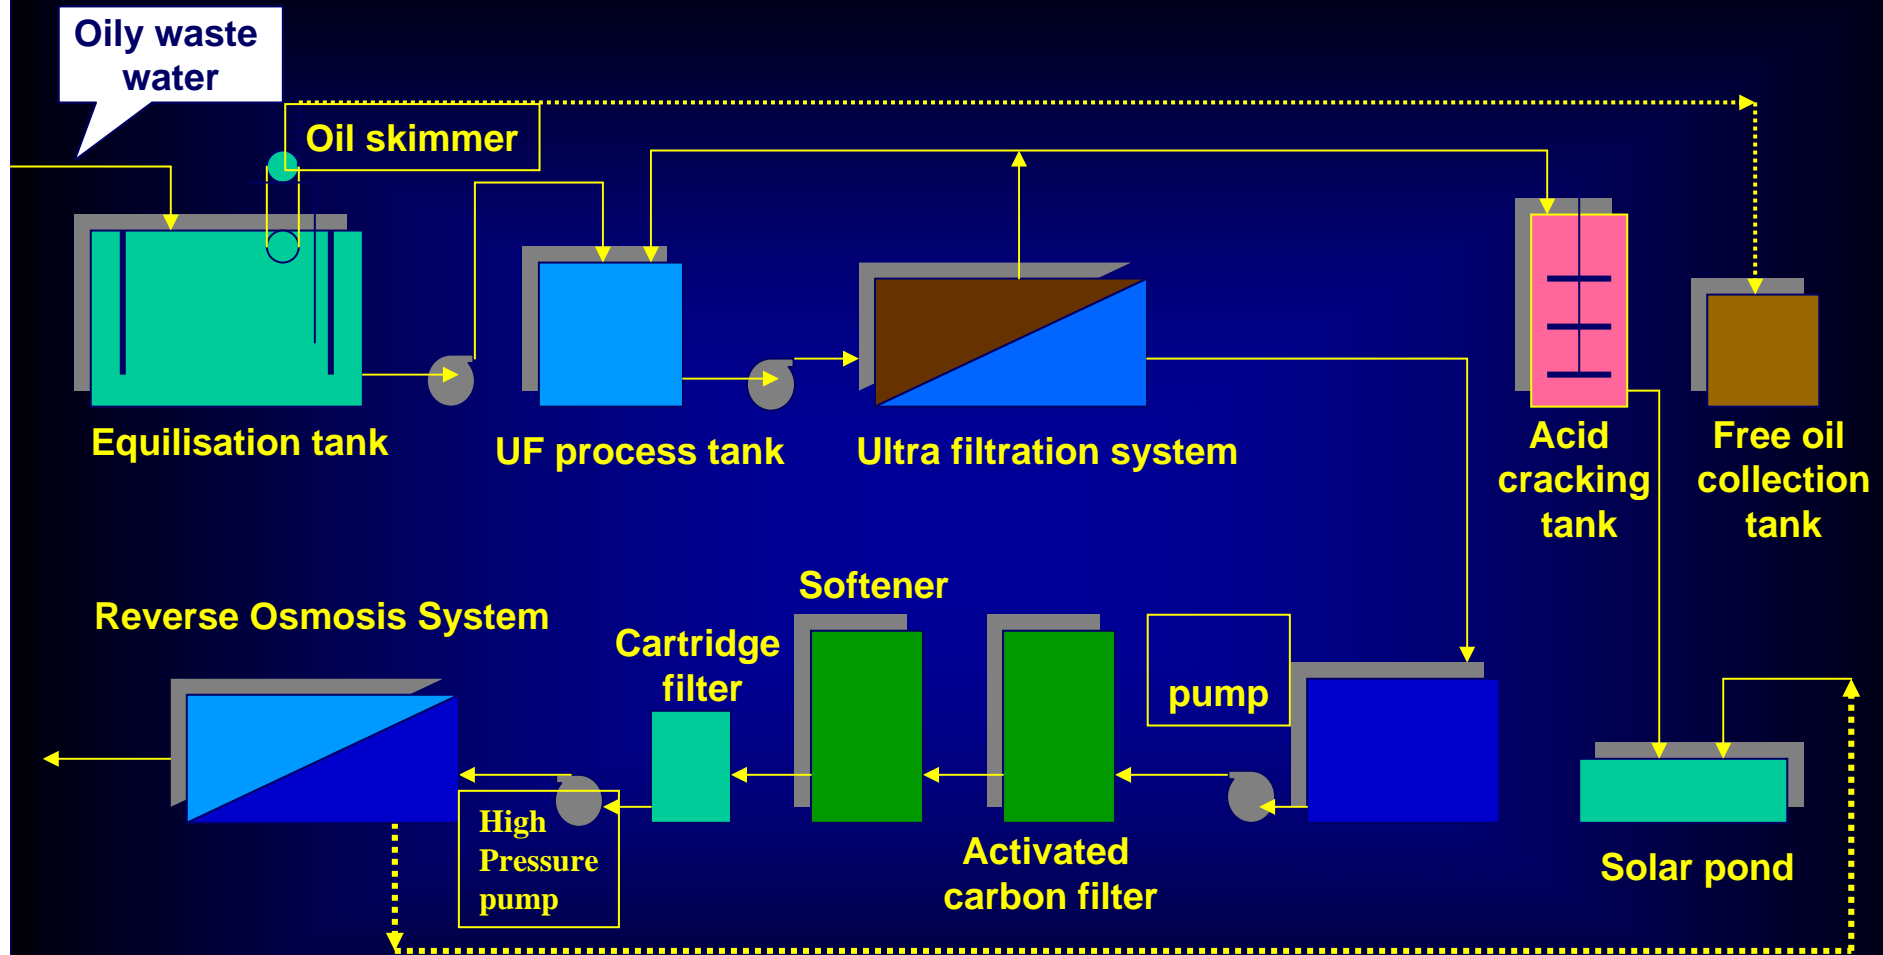 Oily waste
water
Oil skimmer
Equilisation tank
UF process tank
Ultra filtration system
Acid
cracking
tank
Free oil
collection
tank
Reverse Osmosis System
Cartridge
filter
Softener
pump
High
Pressure
pump
Activated
carbon filter
Solar pond